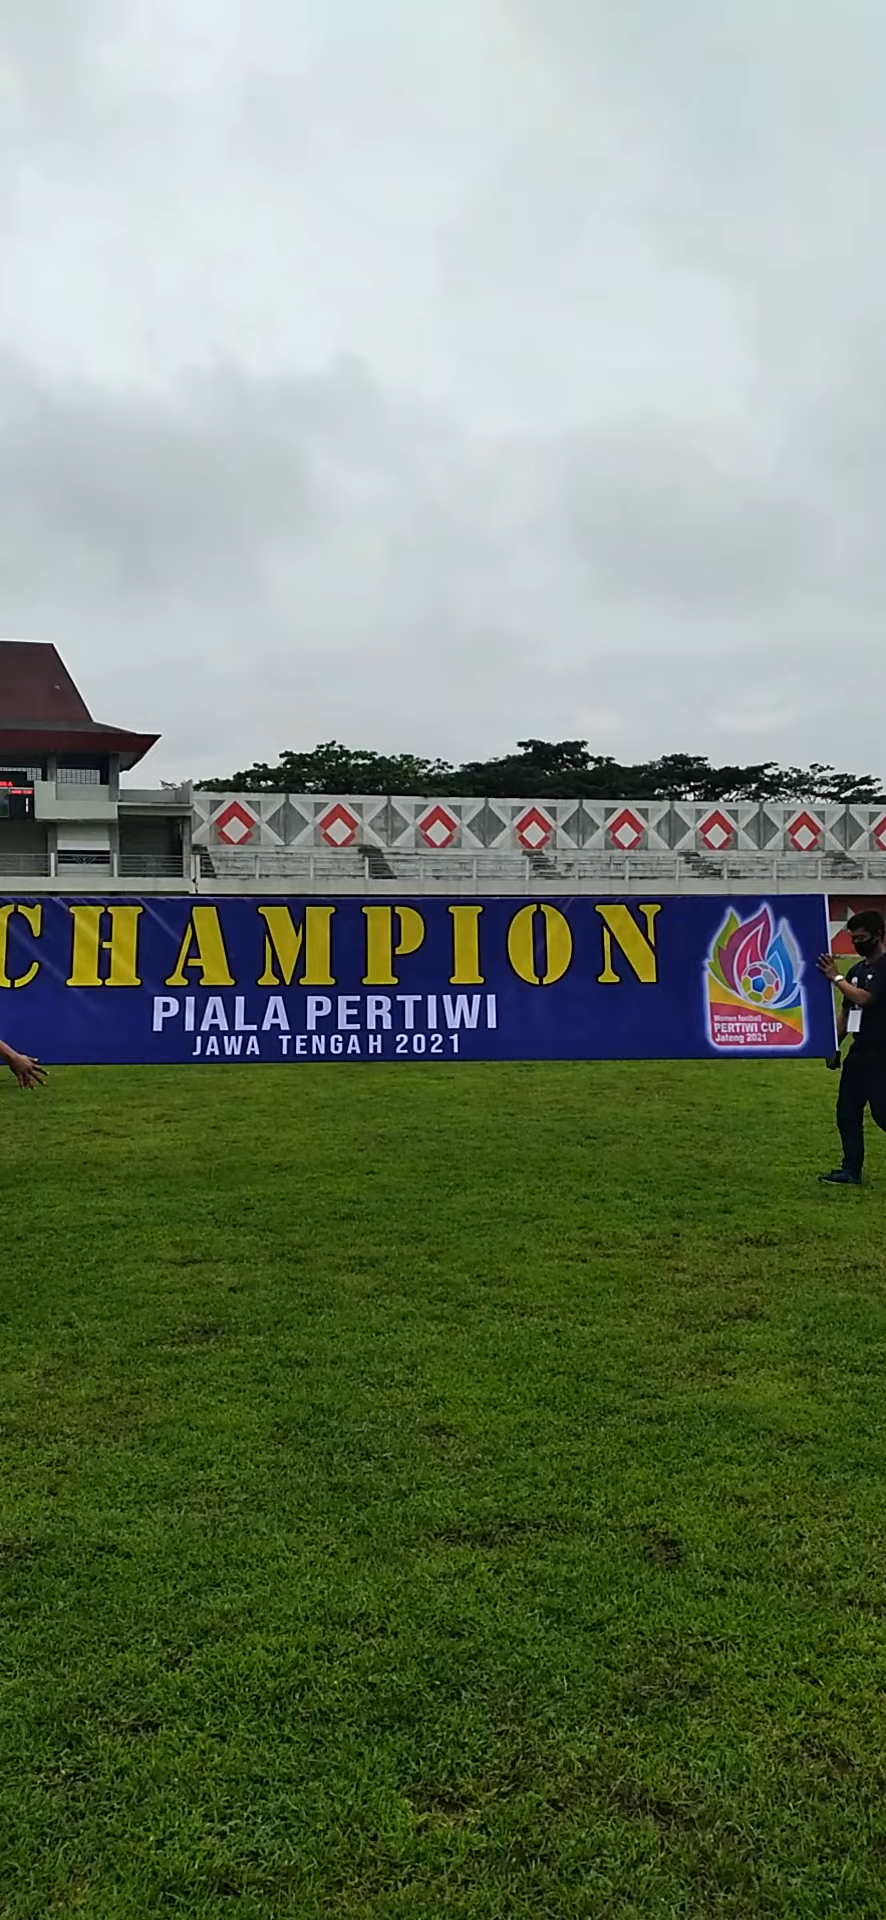 CHAMPION
PIALA PERTIWI
JAWA TENGAH 2021
Women football
PERTIWI CUP
Jateng 2021